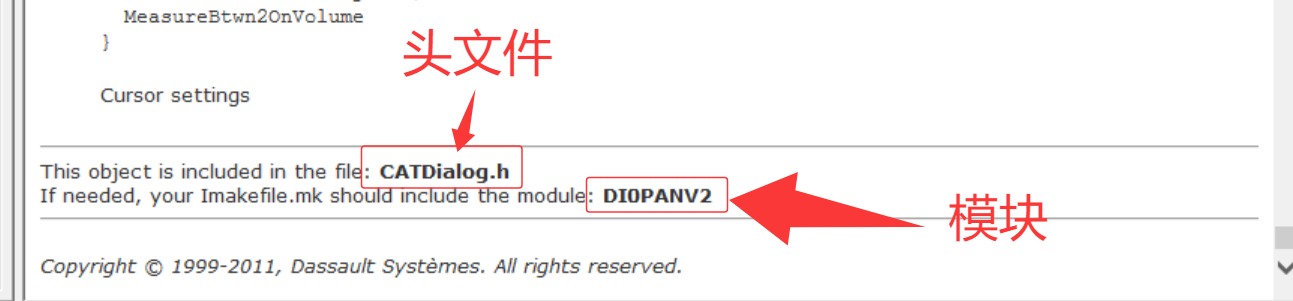 MeasureBtwn2OnVolume
}
头文件
Cursor settings
This object is included in the file: CATDialog.h
If needed, your Imakefile.mk should include the module: DI0PANV2
模块
Copyright © 1999-2011, Dassault Systèmes. All rights reserved.